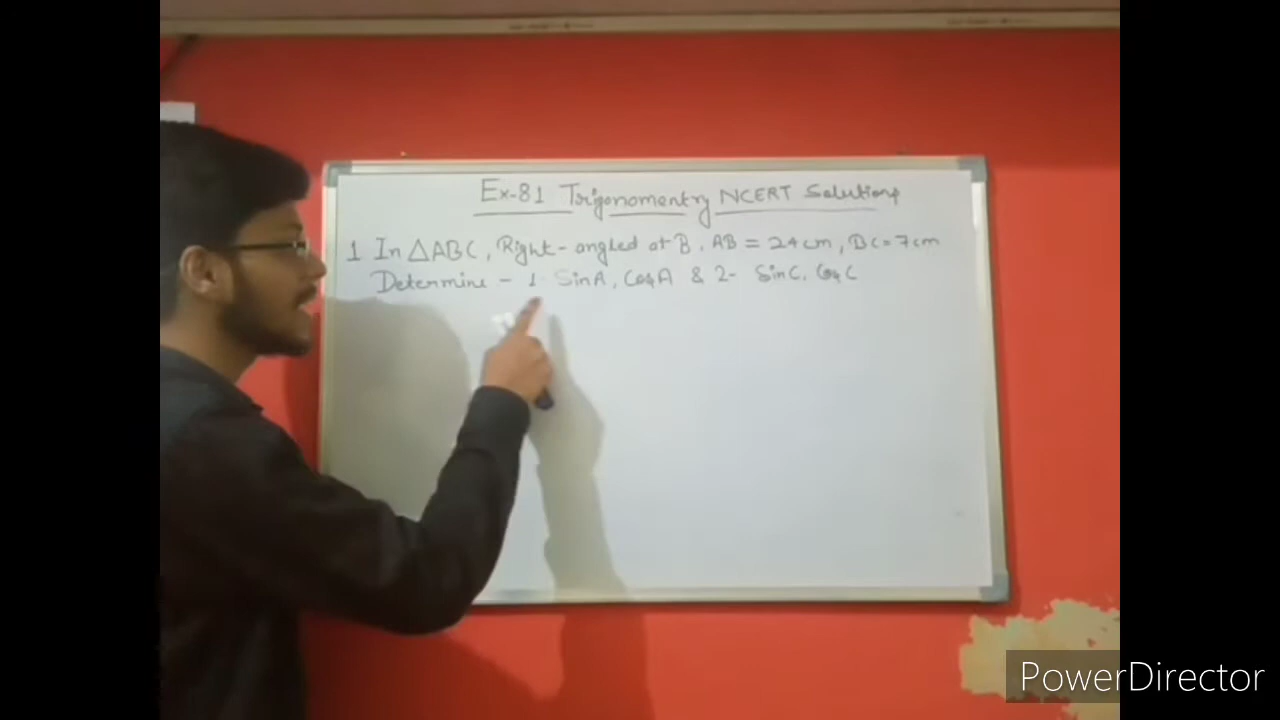 Ex-8.1 Trigonomentry NCERT Solutions
1 In △ABC, Right-angled at B, AB = 24cm, BC = 7cm
Determine - 1. SinA, CosA & 2- SinC, CosC
PowerDirector